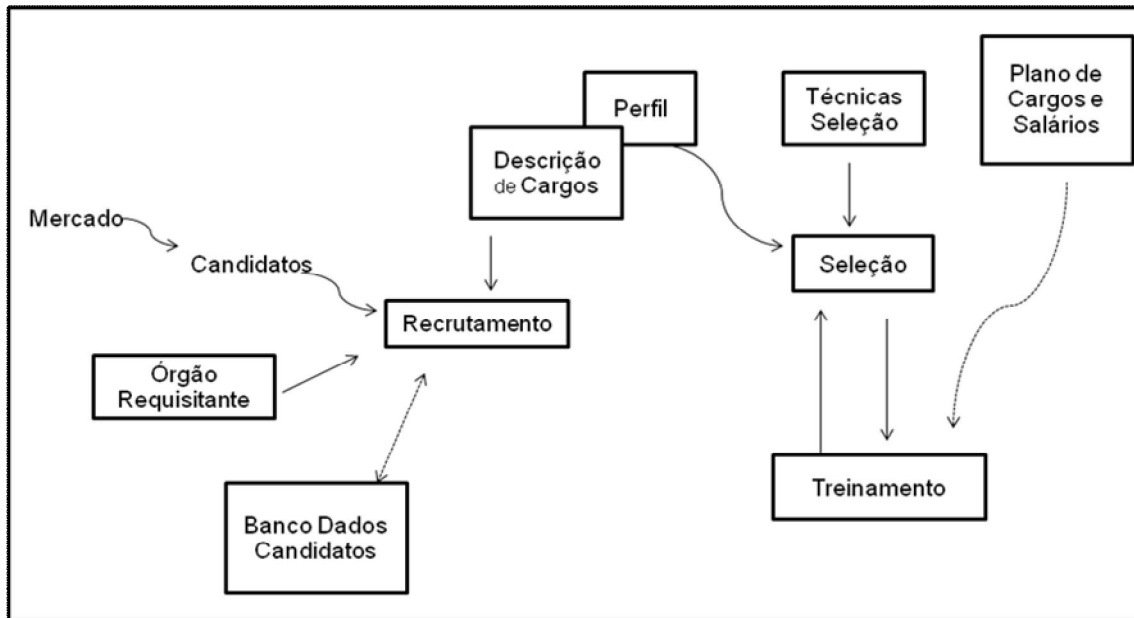 Plano de
Cargos e
Salários
Perfil
Técnicas
Seleção
Descrição
de Cargos
Mercado
Candidatos
Seleção
Recrutamento
Órgão
Requisitante
Treinamento
Banco Dados
Candidatos